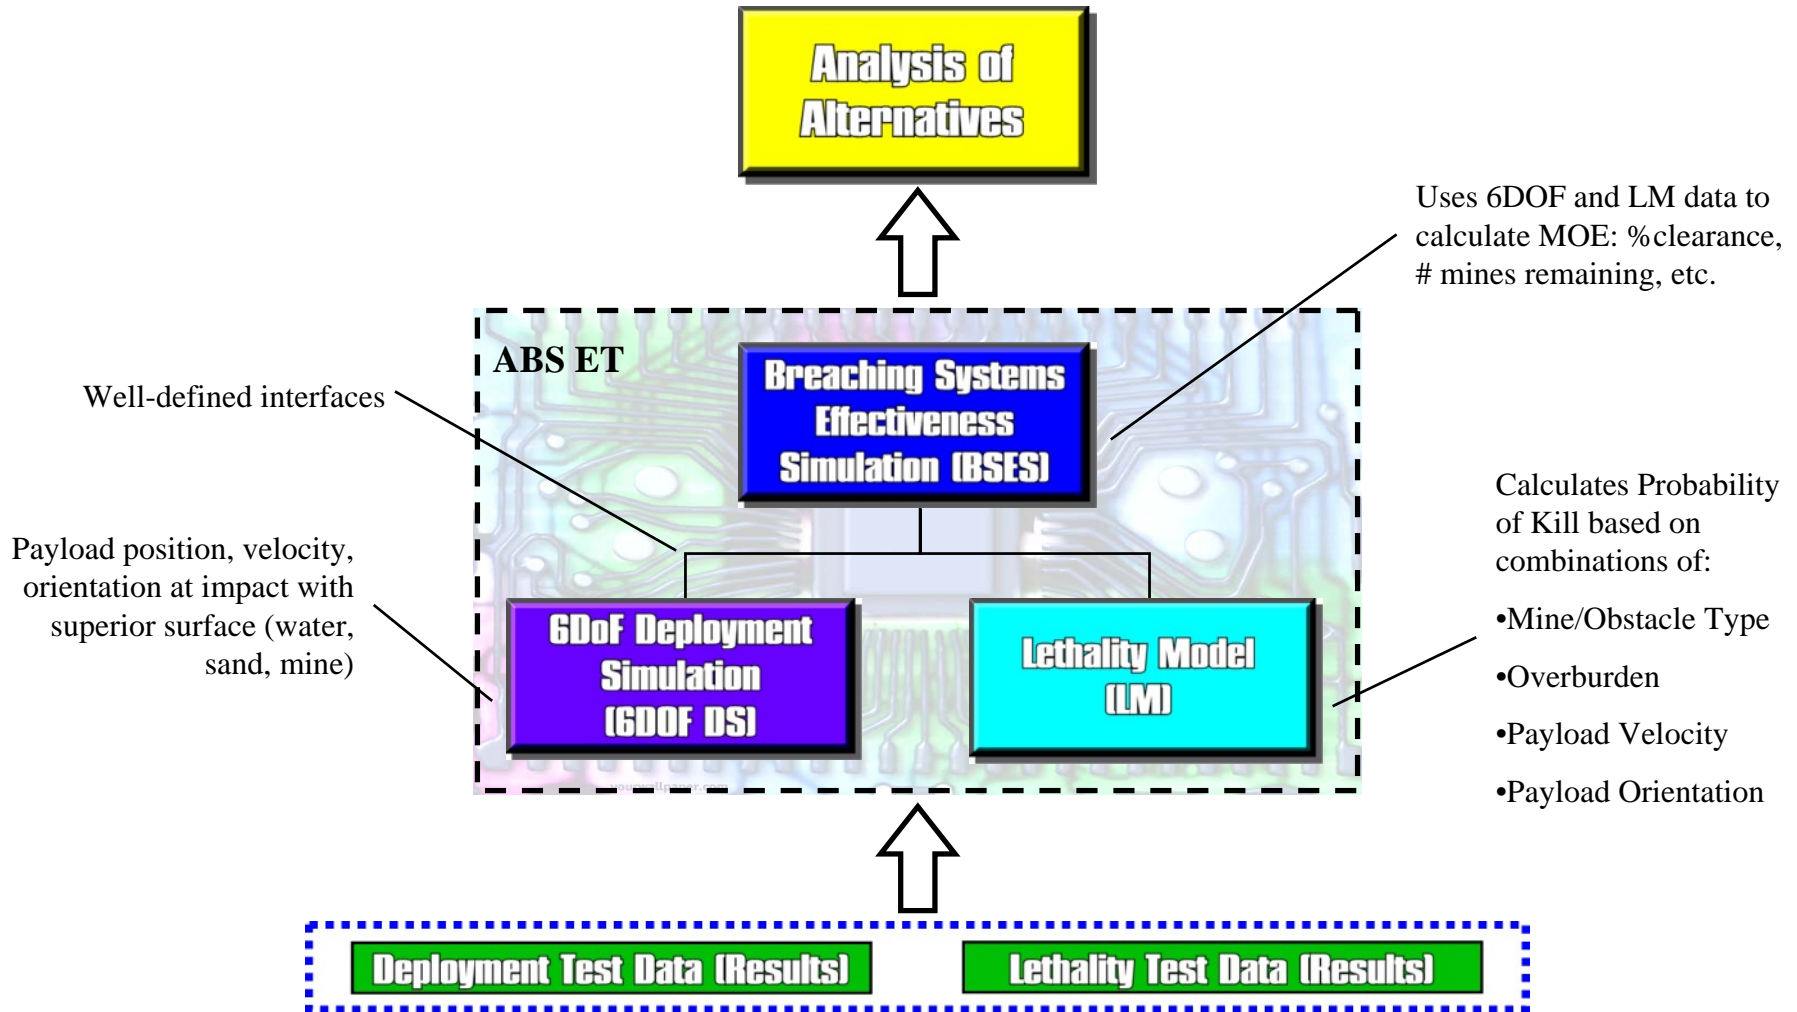 Analysis of
Alternatives
Uses 6DOF and LM data to
calculate MOE: %clearance,
# mines remaining, etc.
ABS ET
Breaching Systems
Effectiveness
Simulation (BSES)
Well-defined interfaces
Payload position, velocity,
orientation at impact with
superior surface (water,
sand, mine)
6DoF Deployment
Simulation
(6DOF DS)
Lethality Model
(LM)
Calculates Probability
of Kill based on
combinations of:
•Mine/Obstacle Type
•Overburden
•Payload Velocity
•Payload Orientation
Deployment Test Data (Results)
Lethality Test Data (Results)